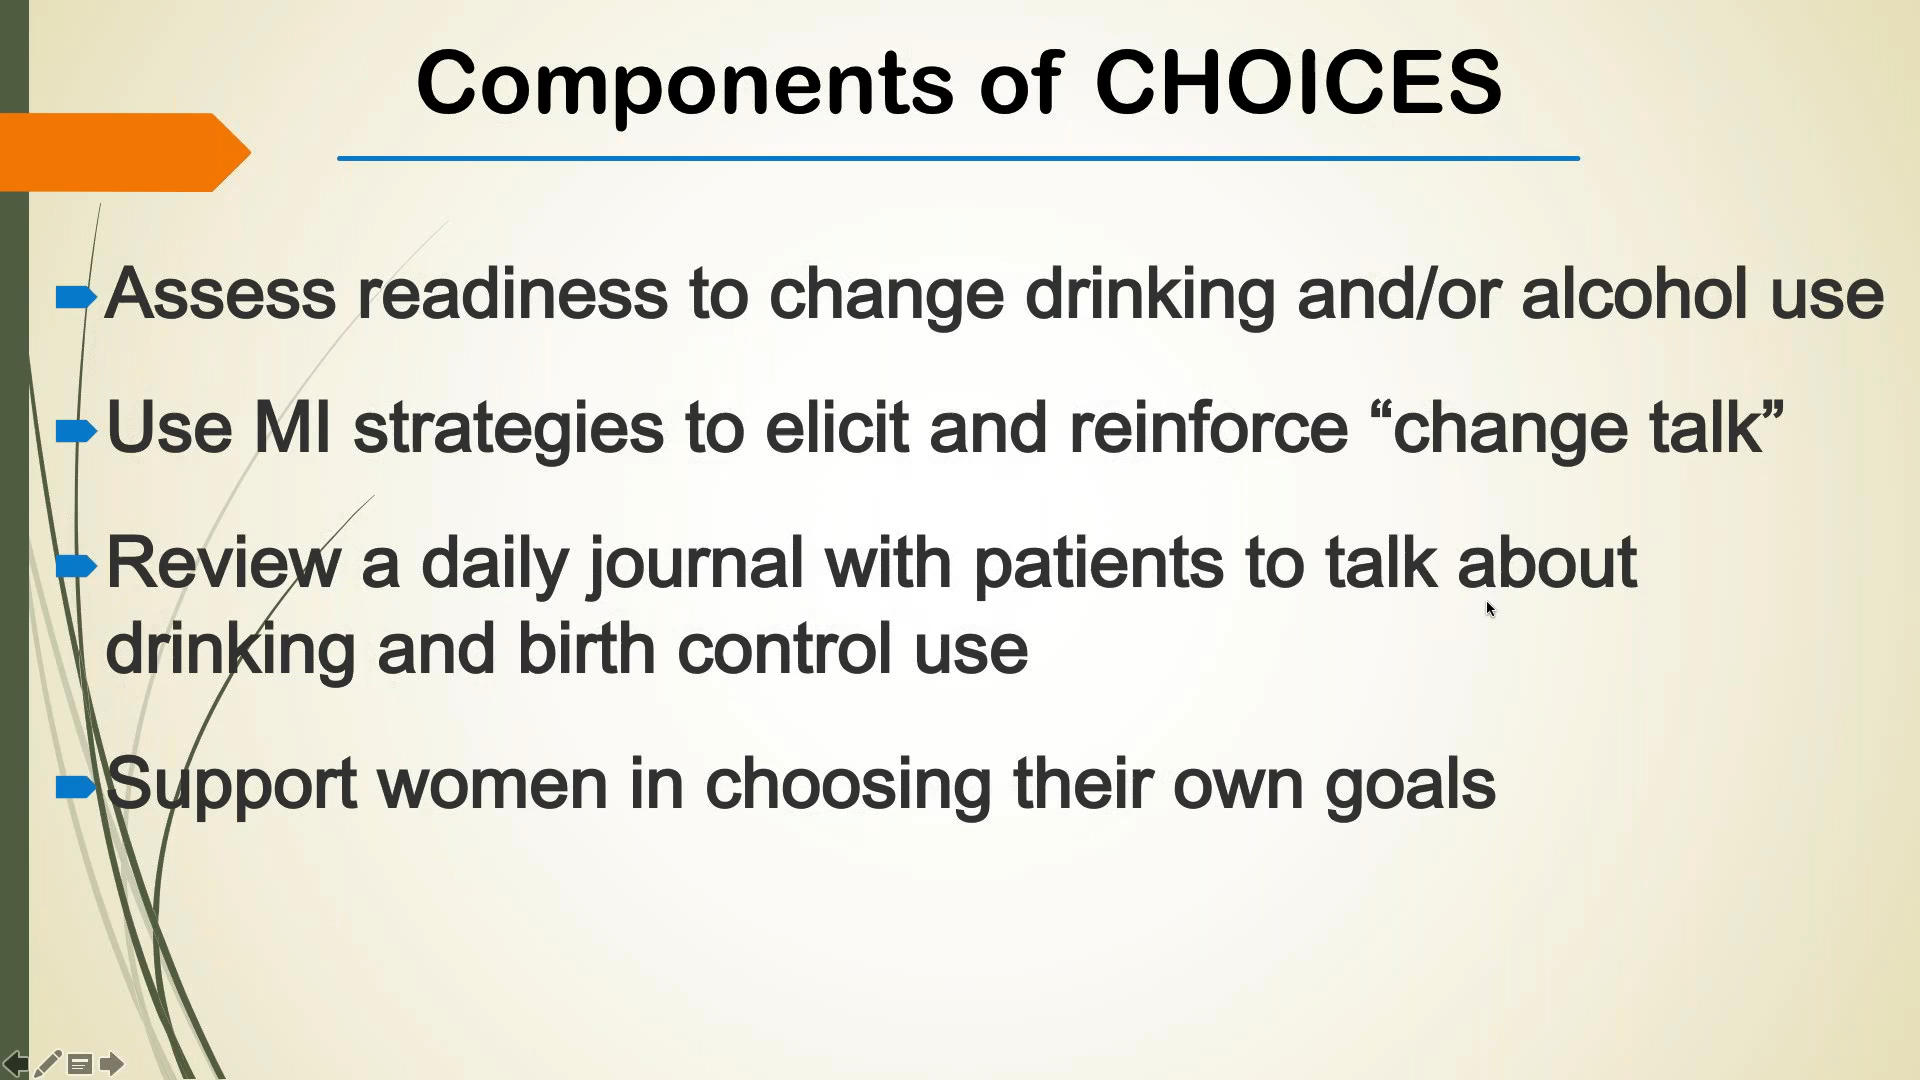 Components of CHOICES
Assess readiness to change drinking and/or alcohol use
Use MI strategies to elicit and reinforce “change talk”
Review a daily journal with patients to talk about
drinking and birth control use
Support women in choosing their own goals